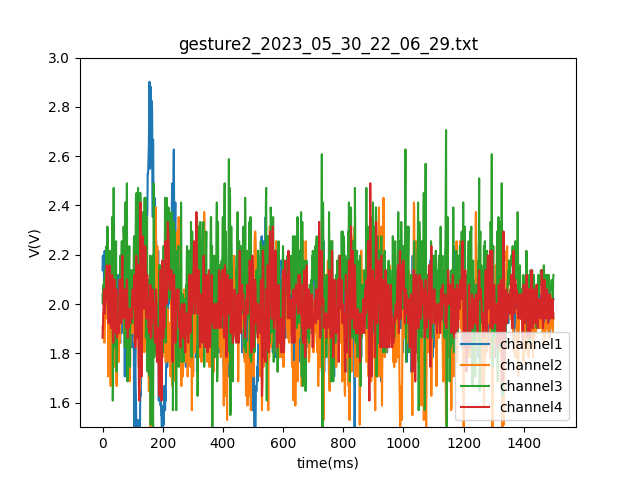 gesture2_2023_05_30_22_06_29.txt
3.0
2.8
2.6
2.4
2.2
2.0
1.8
1.6
V(V)
0 200 400 600 800 1000 1200 1400
time(ms)
channel1
channel2
channel3
channel4